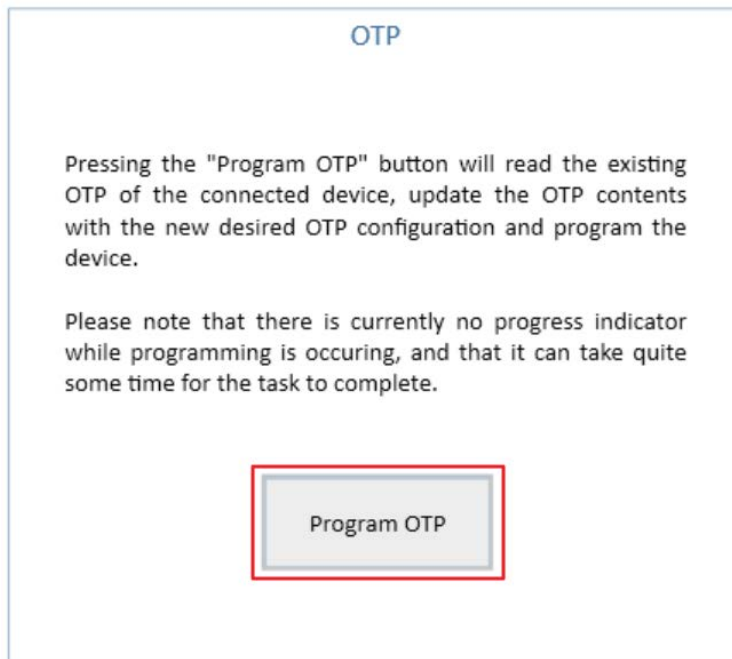 OTP
Pressing the "Program OTP" button will read the existing
OTP of the connected device, update the OTP contents
with the new desired OTP configuration and program the
device.
Please note that there is currently no progress indicator
while programming is occuring, and that it can take quite
some time for the task to complete.
Program OTP